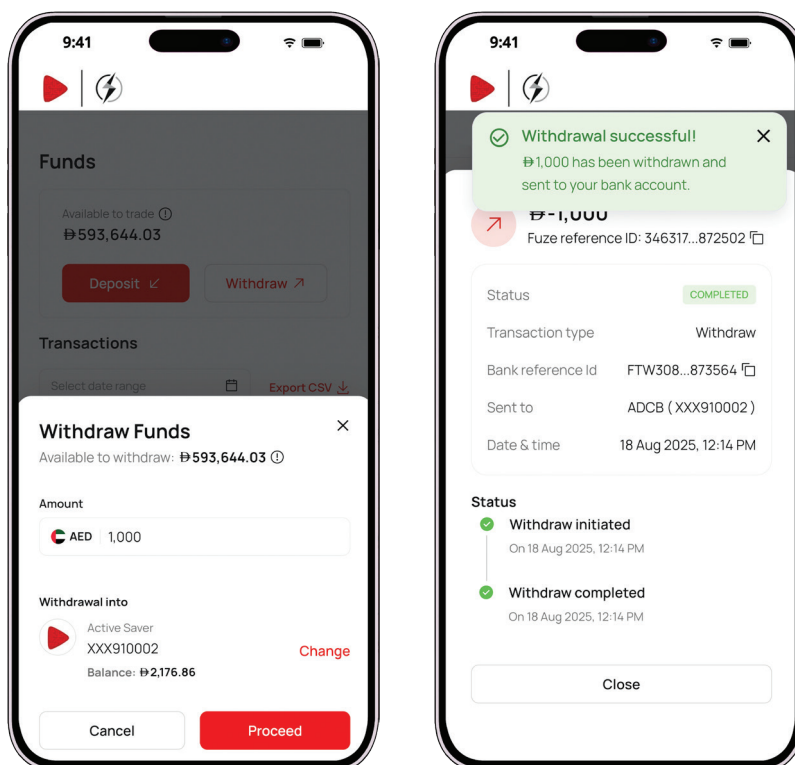 9:41
Funds
Available to trade
593,644.03
Deposit
Withdraw
Transactions
Select date range
Export CSV
Withdraw Funds
Available to withdraw: 593,644.03
Amount
AED 1,000
Withdrawal into
Active Saver
XXX910002
Change
Balance: 2,176.86
Cancel
Proceed
9:41
Withdrawal successful!
1,000 has been withdrawn and
sent to your bank account.
-1,000
Fuze reference ID: 346317...872502
Status COMPLETED
Transaction type Withdraw
Bank reference Id FTW308...873564
Sent to ADCB ( XXX910002 )
Date & time 18 Aug 2025, 12:14 PM
Status
Withdraw initiated
On 18 Aug 2025, 12:14 PM
Withdraw completed
On 18 Aug 2025, 12:14 PM
Close